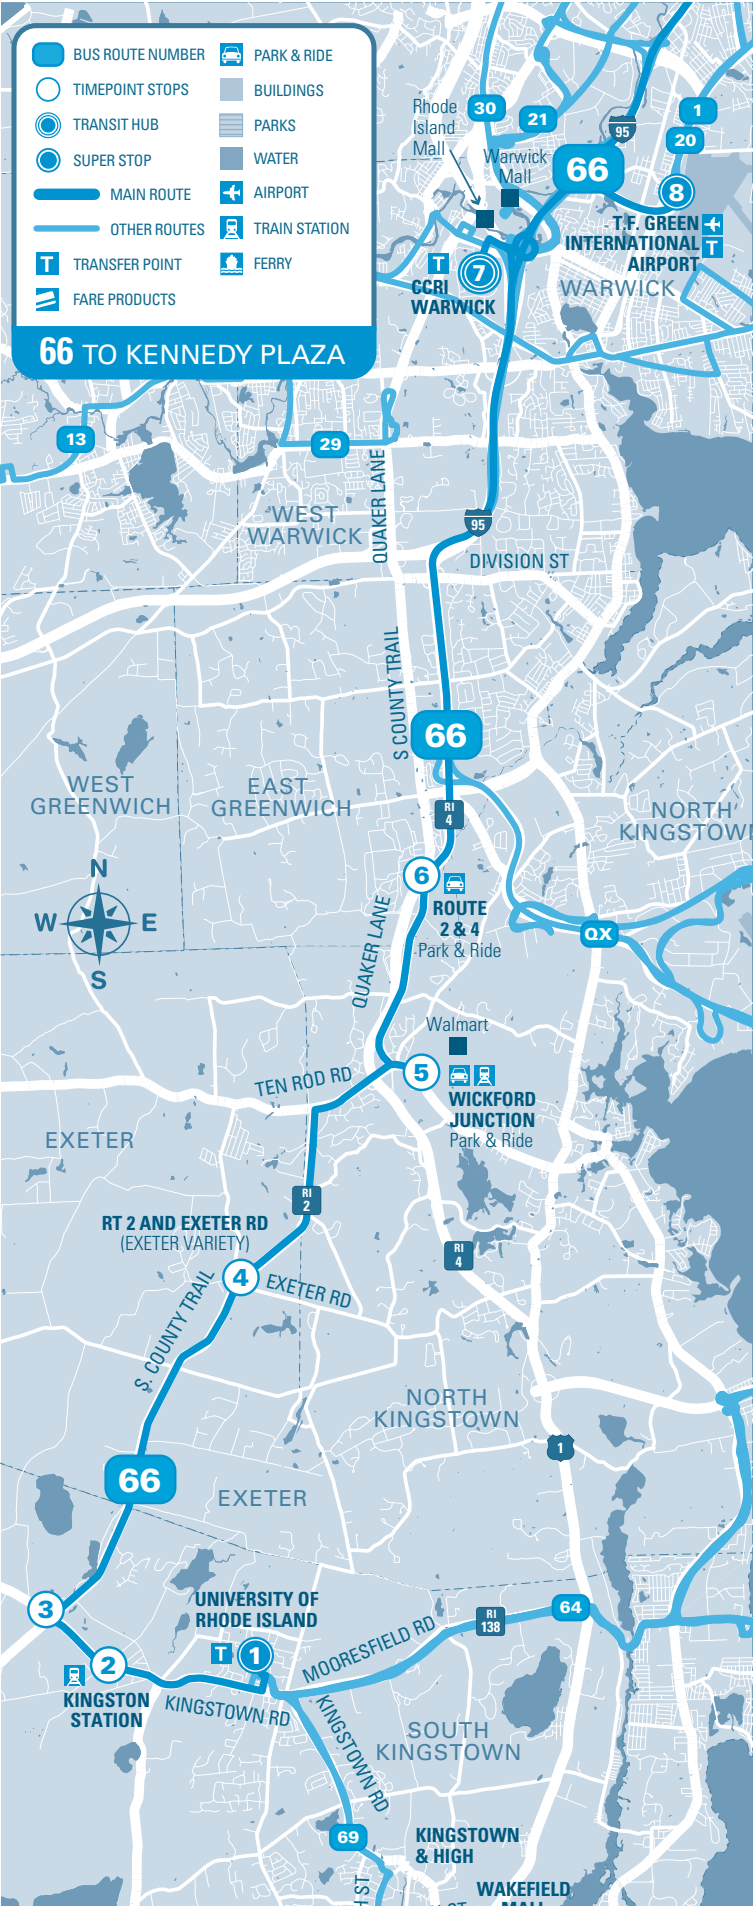 BUS ROUTE NUMBER
TIMEPOINT STOPS
TRANSIT HUB
SUPER STOP
MAIN ROUTE
OTHER ROUTES
T TRANSFER POINT
FARE PRODUCTS
PARK & RIDE
BUILDINGS
PARKS
WATER
AIRPORT
TRAIN STATION
FERRY
66 TO KENNEDY PLAZA
Rhode
Island
Mall
30
21
95
1
20
Warwick
Mall
66
8
T.F. GREEN
INTERNATIONAL
AIRPORT
T
T
7
CCRI
WARWICK
WARWICK
13
29
QUAKER LANE
WEST
WARWICK
95
DIVISION ST
S COUNTY TRAIL
66
WEST
GREENWICH
EAST
GREENWICH
RI
4
NORTH
KINGSTOWN
N
W
E
S
6
ROUTE
2 & 4
Park & Ride
QX
QUAKER LANE
Walmart
5
TEN ROD RD
WICKFORD
JUNCTION
Park & Ride
EXETER
RI
2
RT 2 AND EXETER RD
(EXETER VARIETY)
RI
4
4
EXETER RD
S. COUNTY TRAIL
NORTH
KINGSTOWN
1
66
EXETER
3
UNIVERSITY OF
RHODE ISLAND
64
RI
138
MOORESFIELD RD
T
1
2
KINGSTON
STATION
KINGSTOWN RD
KINGSTOWN RD
SOUTH
KINGSTOWN
69
KINGSTOWN
& HIGH
WAKEFIELD
MALL
H ST
ST